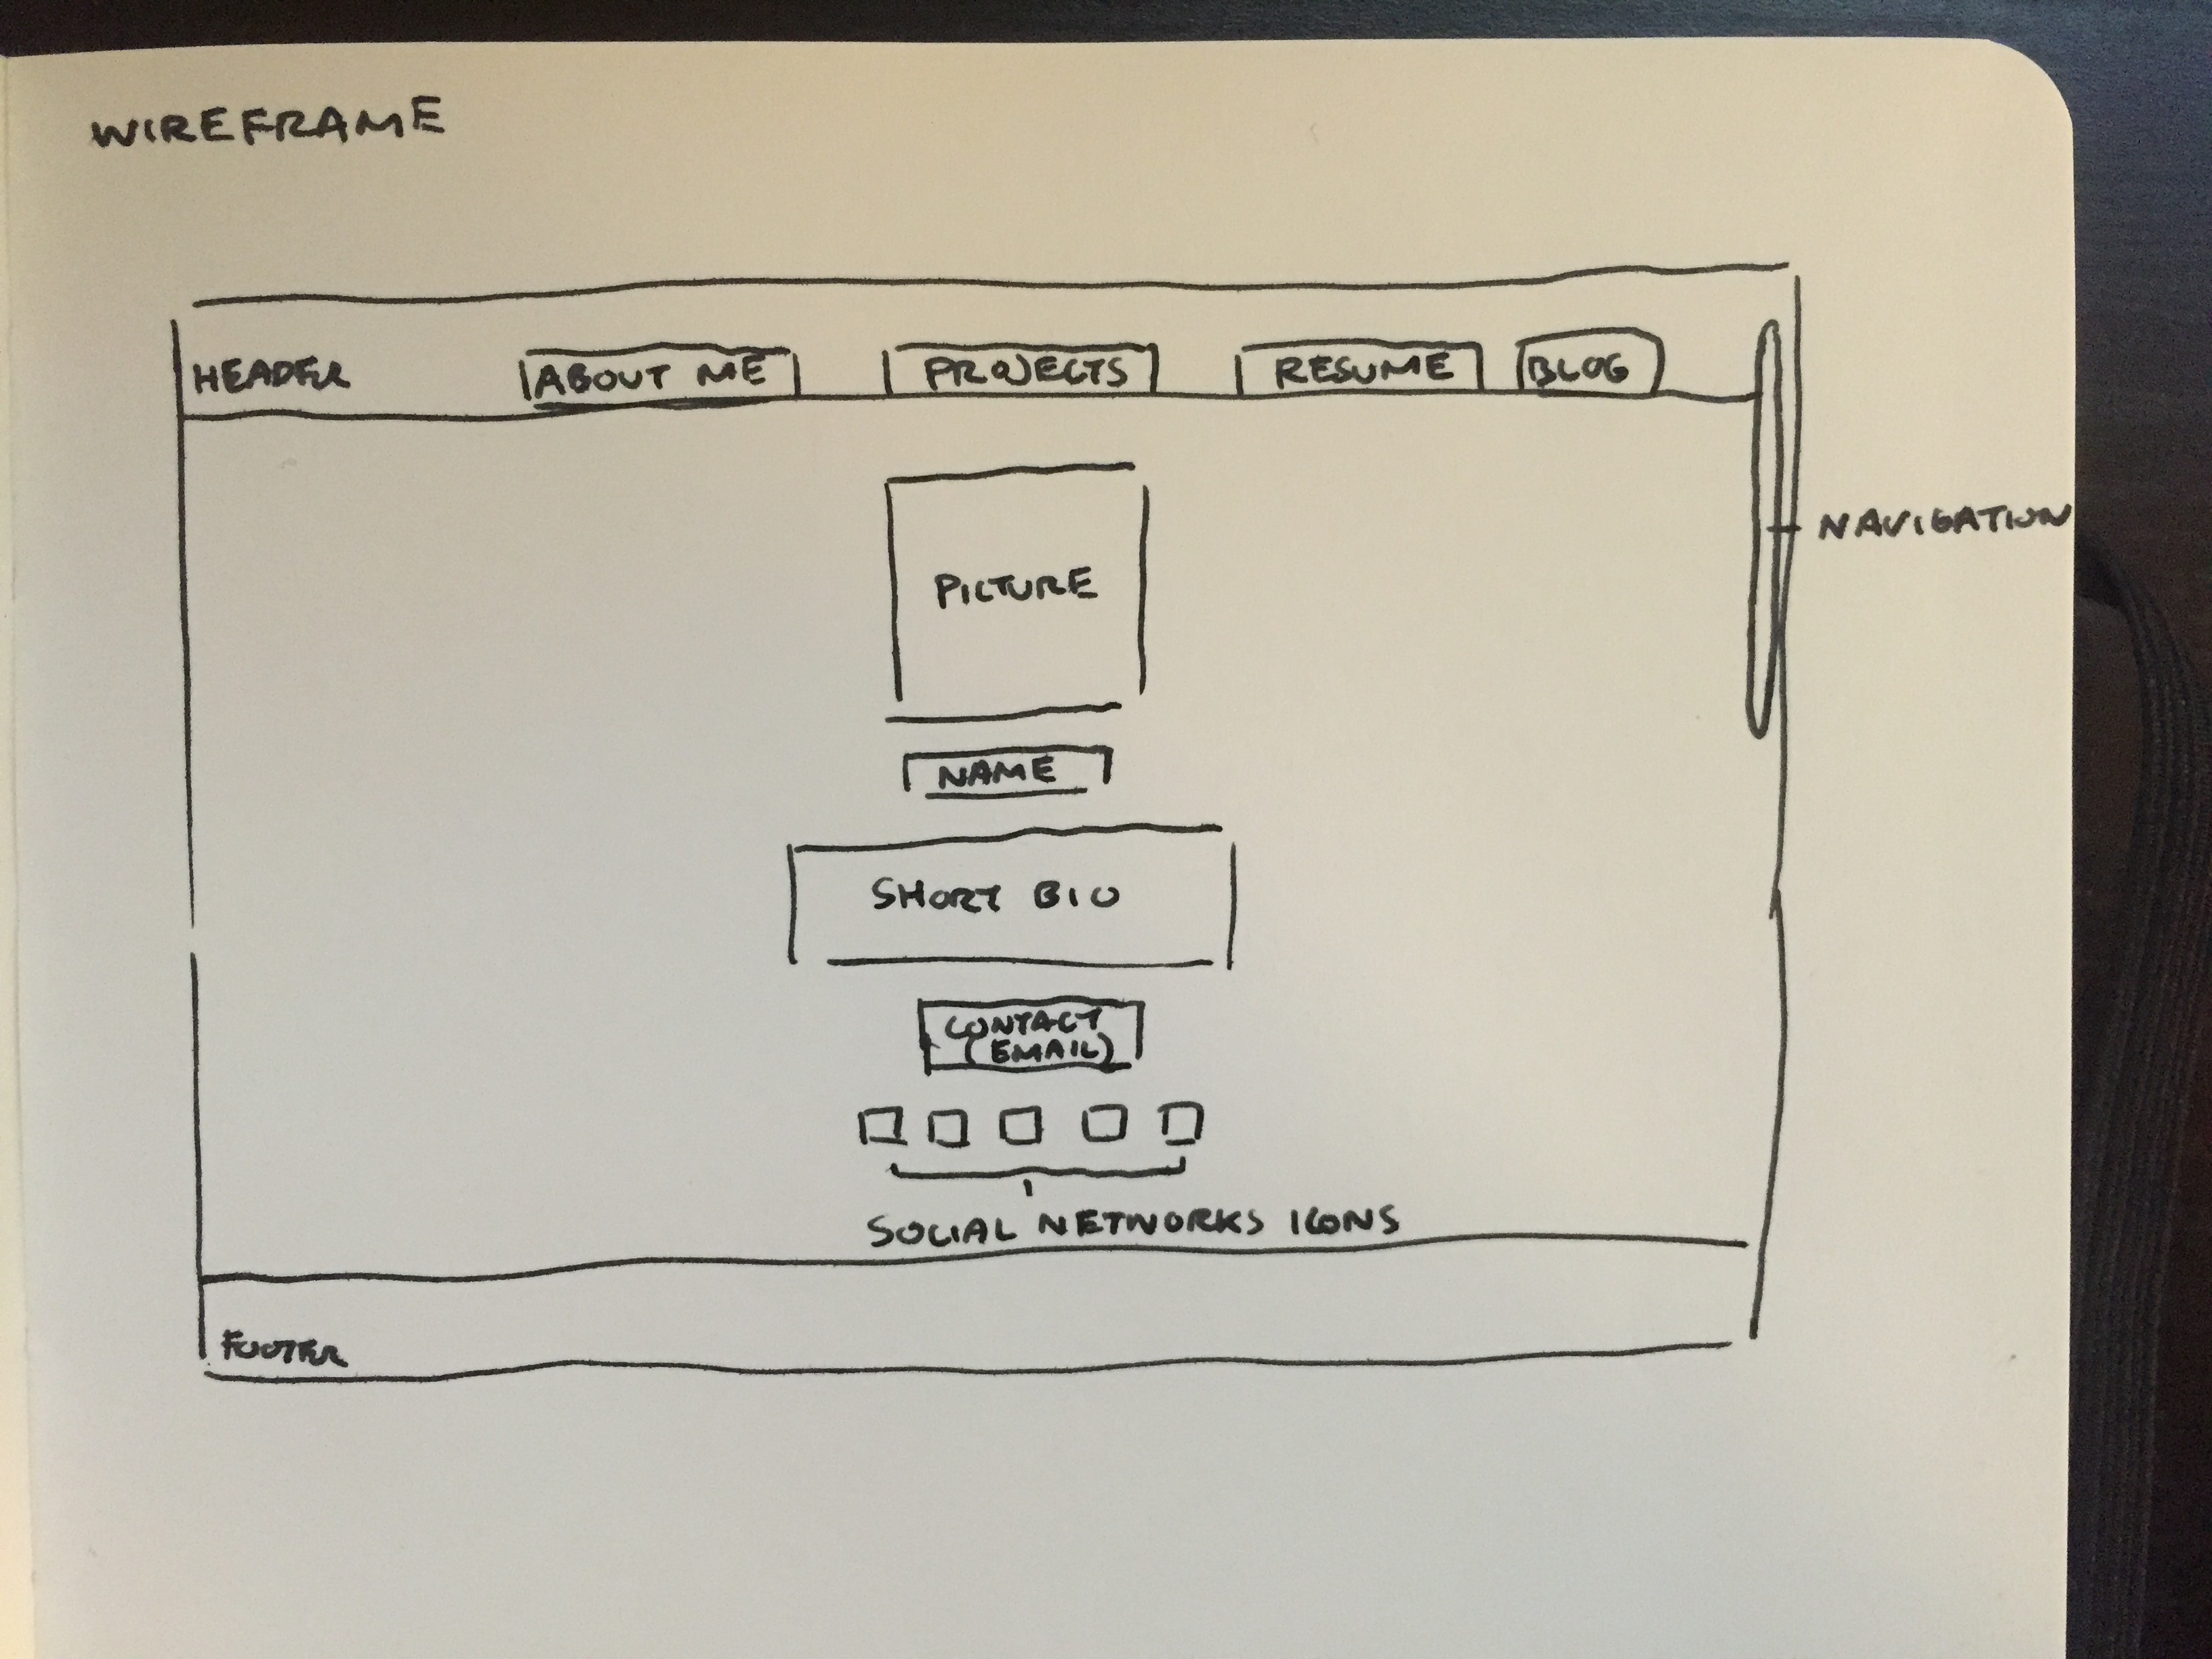 WIREFRAME
HEADER ABOUT ME PROJECTS RESUME BLOG
NAVIGATION
PICTURE
NAME
SHORT BIO
CONTACT
(EMAIL)
SOCIAL NETWORKS ICONS
FOOTER